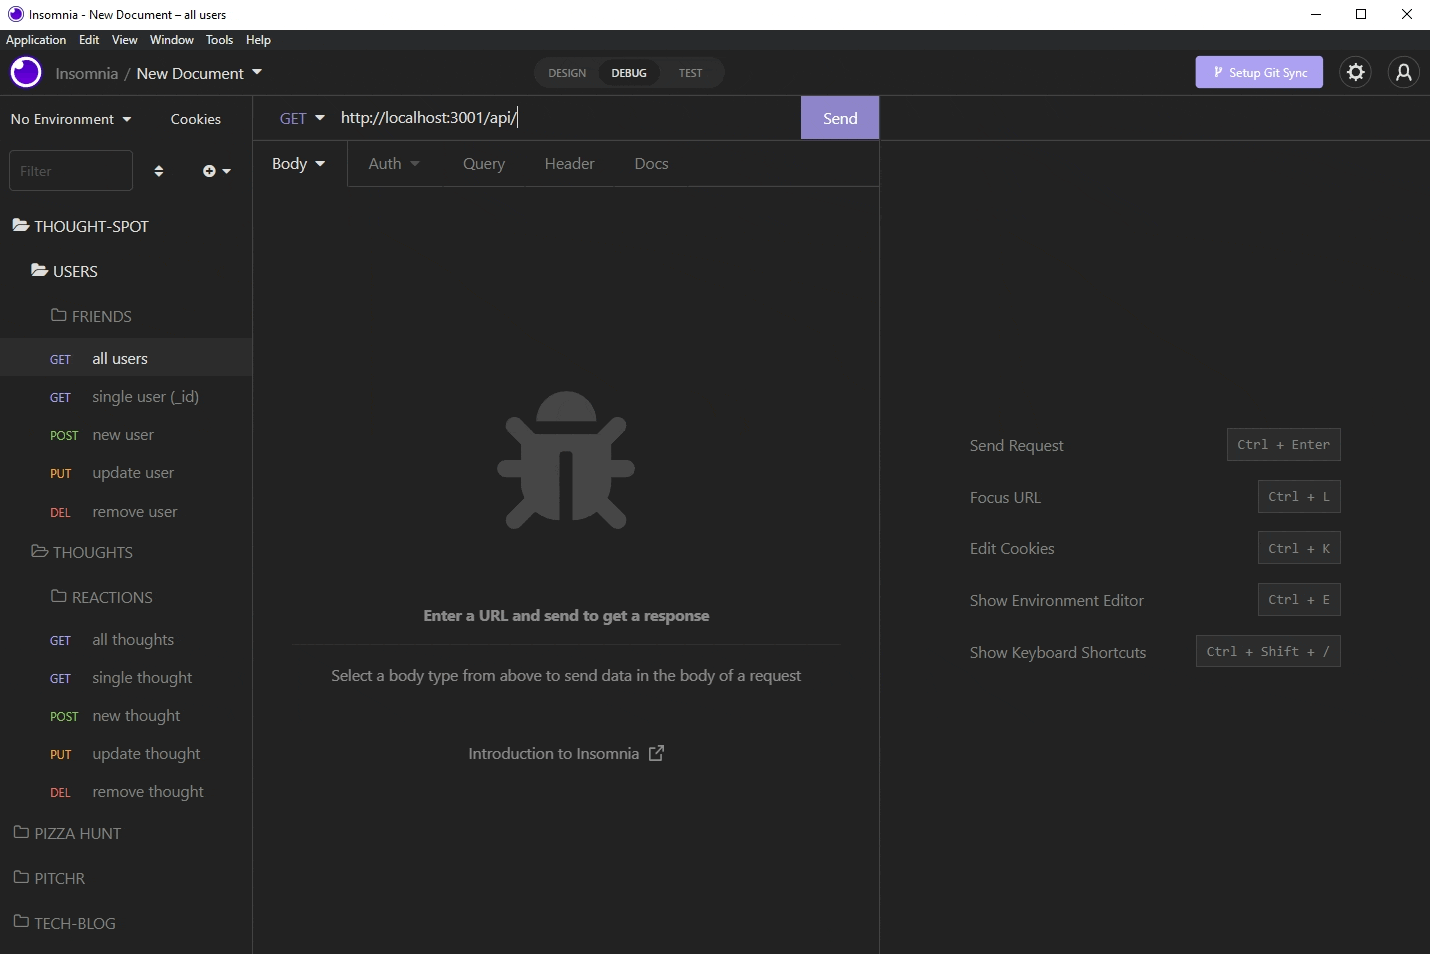 Insomnia - New Document – all users
Application Edit View Window Tools Help
Insomnia / New Document
DESIGN DEBUG TEST
Setup Git Sync
No Environment Cookies
GET http://localhost:3001/api/ Send
Body Auth Query Header Docs
Filter
THOUGHT-SPOT
USERS
FRIENDS
GET all users
GET single user (_id)
POST new user
PUT update user
DEL remove user
THOUGHTS
REACTIONS
GET all thoughts
GET single thought
POST new thought
PUT update thought
DEL remove thought
PIZZA HUNT
PITCHR
TECH-BLOG
Enter a URL and send to get a response
Select a body type from above to send data in the body of a request
Introduction to Insomnia
Send Request Ctrl + Enter
Focus URL Ctrl + L
Edit Cookies Ctrl + K
Show Environment Editor Ctrl + E
Show Keyboard Shortcuts Ctrl + Shift + /